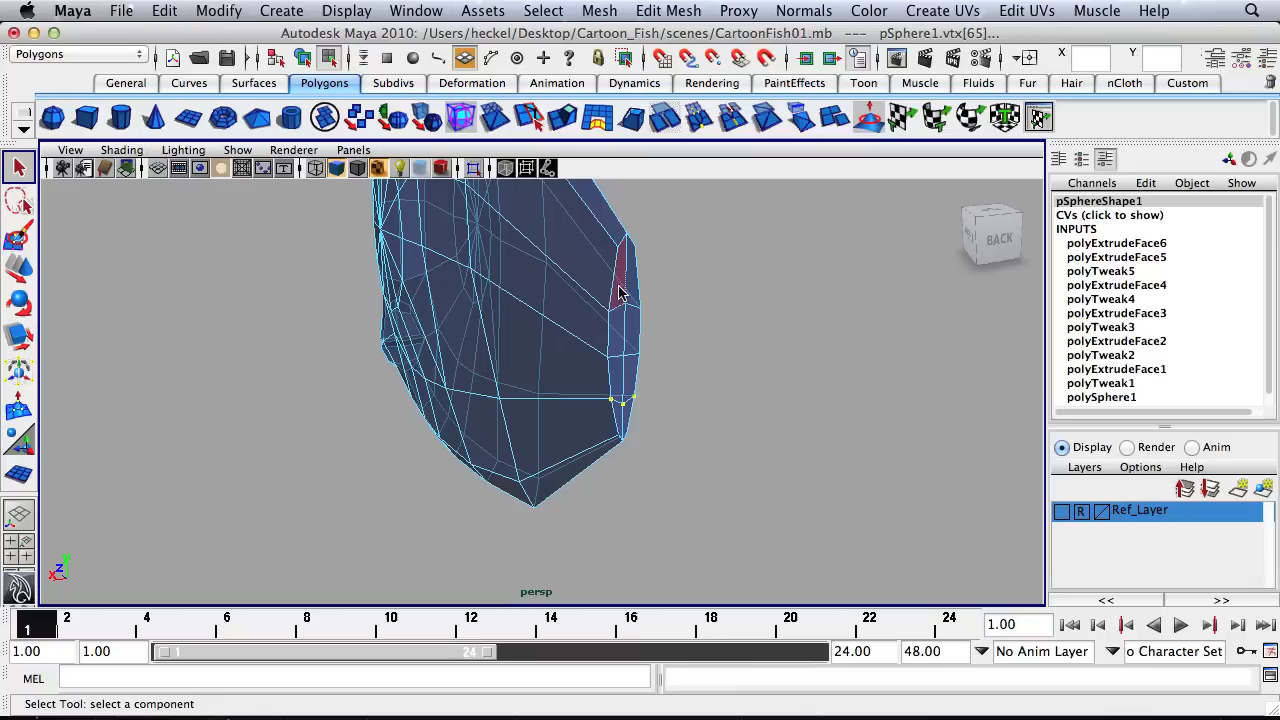 Maya File Edit Modify Create Display Window Assets Select Mesh Edit Mesh Proxy Normals Color Create UVs Edit UVs Muscle Help
Autodesk Maya 2010: /Users/heckel/Desktop/Cartoon_Fish/scenes/CartoonFish01.mb --- pSphere1.vtx[65]...
Polygons X Y
General Curves Surfaces Polygons Subdivs Deformation Animation Dynamics Rendering PaintEffects Toon Muscle Fluids Fur Hair nCloth Custom
View Shading Lighting Show Renderer Panels
Channels Edit Object Show
pSphereShape1
CVs (click to show)
INPUTS
polyExtrudeFace6
polyExtrudeFace5
polyTweak5
polyExtrudeFace4
polyTweak4
polyExtrudeFace3
polyTweak3
polyExtrudeFace2
polyTweak2
polyExtrudeFace1
polyTweak1
polySphere1
BACK
Display Render Anim
Layers Options Help
R Ref_Layer
<< >>
persp
1 2 4 6 8 10 12 14 16 18 20 22 24 1.00
1.00 1.00 1 24 24.00 48.00 No Anim Layer o Character Set
MEL
Select Tool: select a component